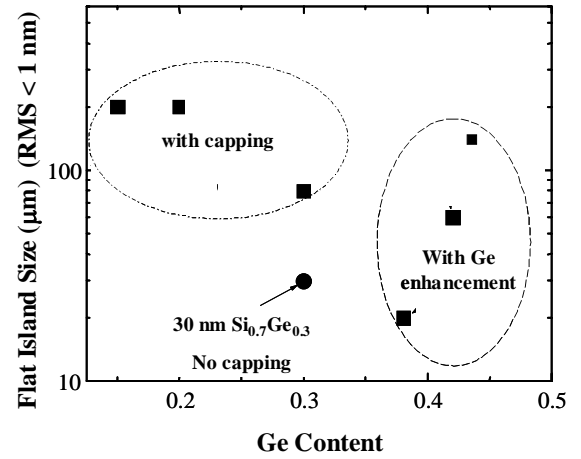 Flat Island Size (μm) (RMS < 1 nm)
100
10
with capping
With Ge
enhancement
30 nm Si₀.₇Ge₀.₃
No capping
0.2
0.3
0.4
0.5
Ge Content